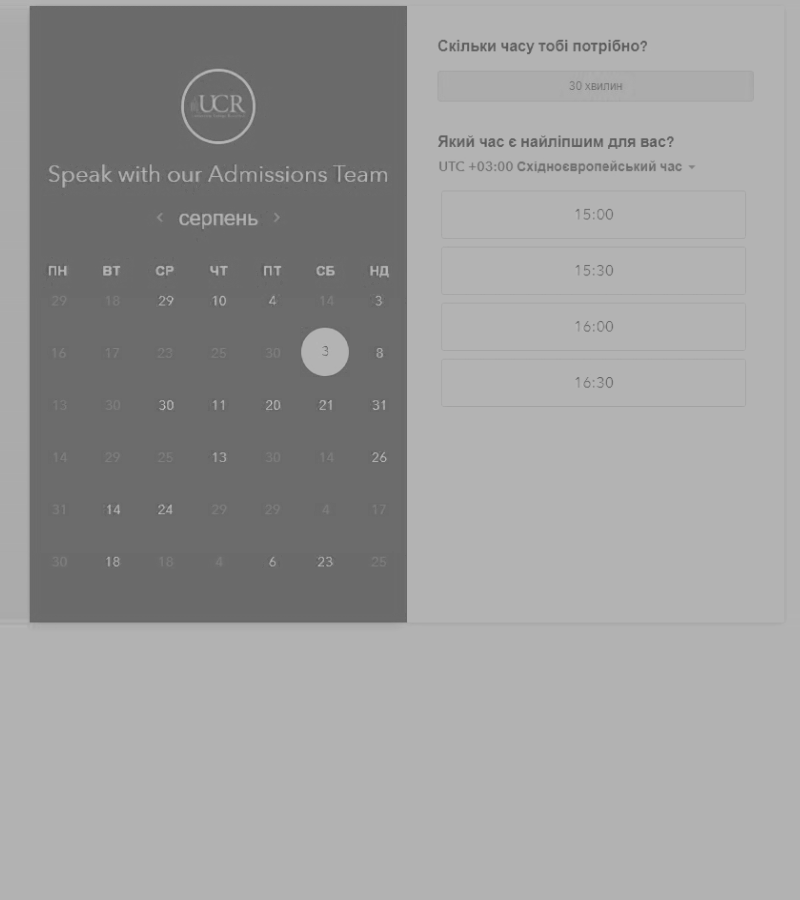 UCR
Speak with our Admissions Team
серпень
ПН ВТ СР ЧТ ПТ СБ НД
29 18 29 10 4 14 3
16 17 23 25 30 3 8
13 30 30 11 20 21 31
14 29 25 13 30 14 26
31 14 24 29 29 4 17
30 18 18 4 6 23 25
Скільки часу тобі потрібно?
30 хвилин
Який час є найліпшим для вас?
UTC +03:00 Східноєвропейський час
15:00
15:30
16:00
16:30